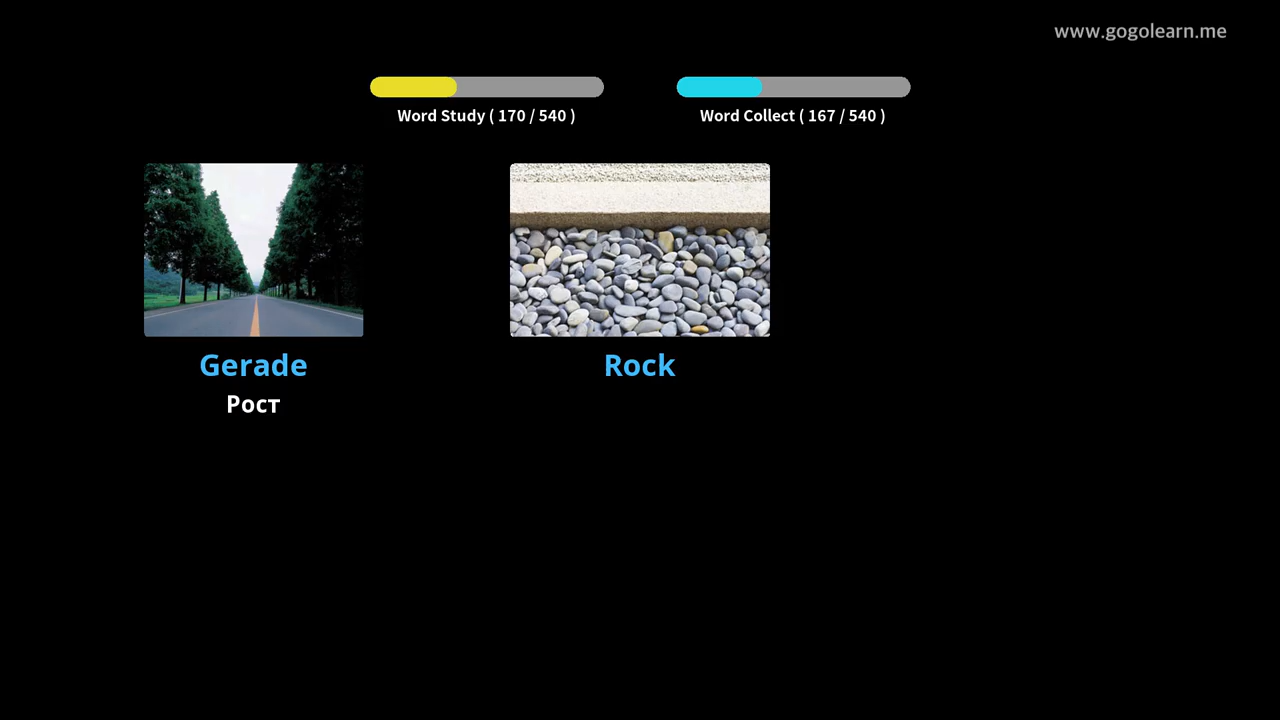 www.gogolearn.me
Word Study ( 170 / 540 )
Word Collect ( 167 / 540 )
Gerade
Рост
Rock